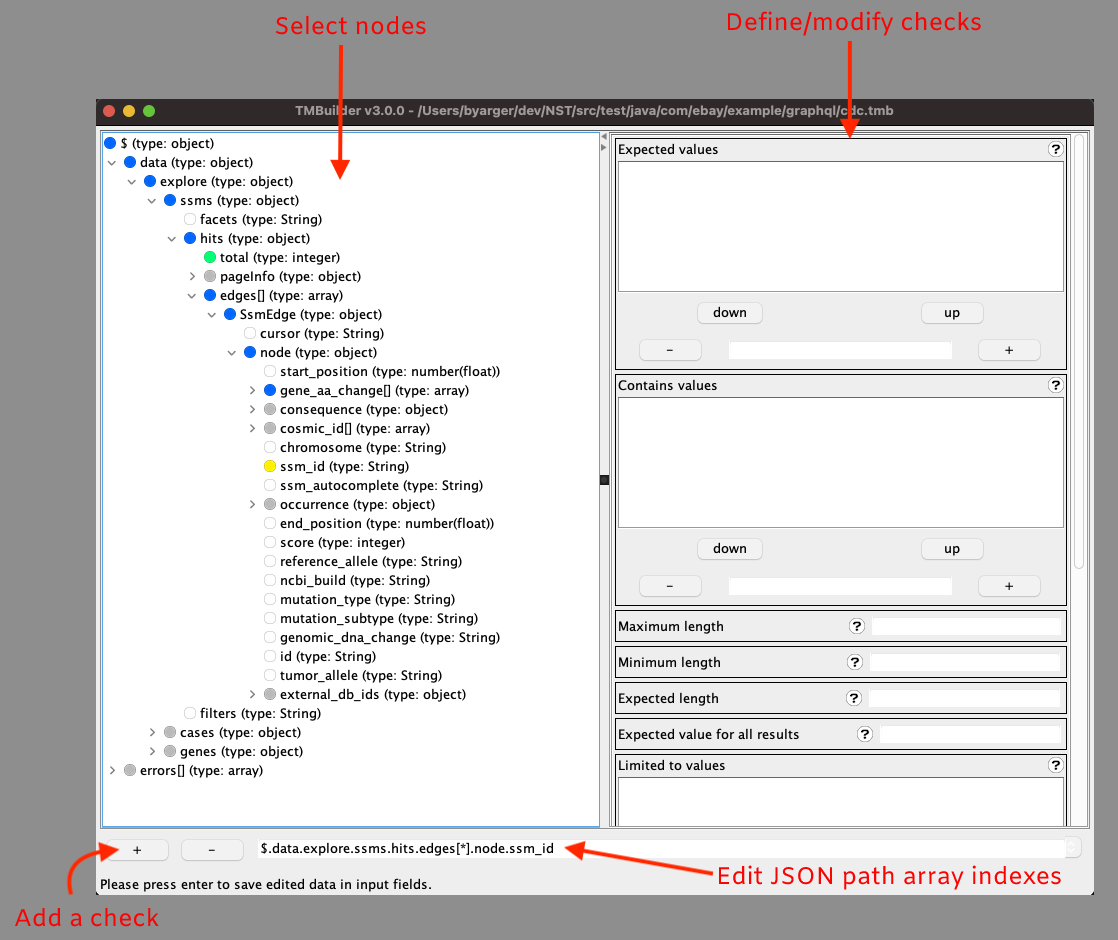 Select nodes
Define/modify checks
TMBuilder v3.0.0 - /Users/byarger/dev/NST/src/test/java/com/ebay/example/graphql/cdc.tmb
$ (type: object)
data (type: object)
explore (type: object)
ssms (type: object)
facets (type: String)
hits (type: object)
total (type: integer)
pageInfo (type: object)
edges[] (type: array)
SsmEdge (type: object)
cursor (type: String)
node (type: object)
start_position (type: number(float))
gene_aa_change[] (type: array)
consequence (type: object)
cosmic_id[] (type: array)
chromosome (type: String)
ssm_id (type: String)
ssm_autocomplete (type: String)
occurrence (type: object)
end_position (type: number(float))
score (type: integer)
reference_allele (type: String)
ncbi_build (type: String)
mutation_type (type: String)
mutation_subtype (type: String)
genomic_dna_change (type: String)
id (type: String)
tumor_allele (type: String)
external_db_ids (type: object)
filters (type: String)
cases (type: object)
genes (type: object)
errors[] (type: array)
Expected values ?
down up
- +
Contains values ?
down up
- +
Maximum length ?
Minimum length ?
Expected length ?
Expected value for all results ?
Limited to values ?
+ - $.data.explore.ssms.hits.edges[*].node.ssm_id
Please press enter to save edited data in input fields.
Edit JSON path array indexes
Add a check